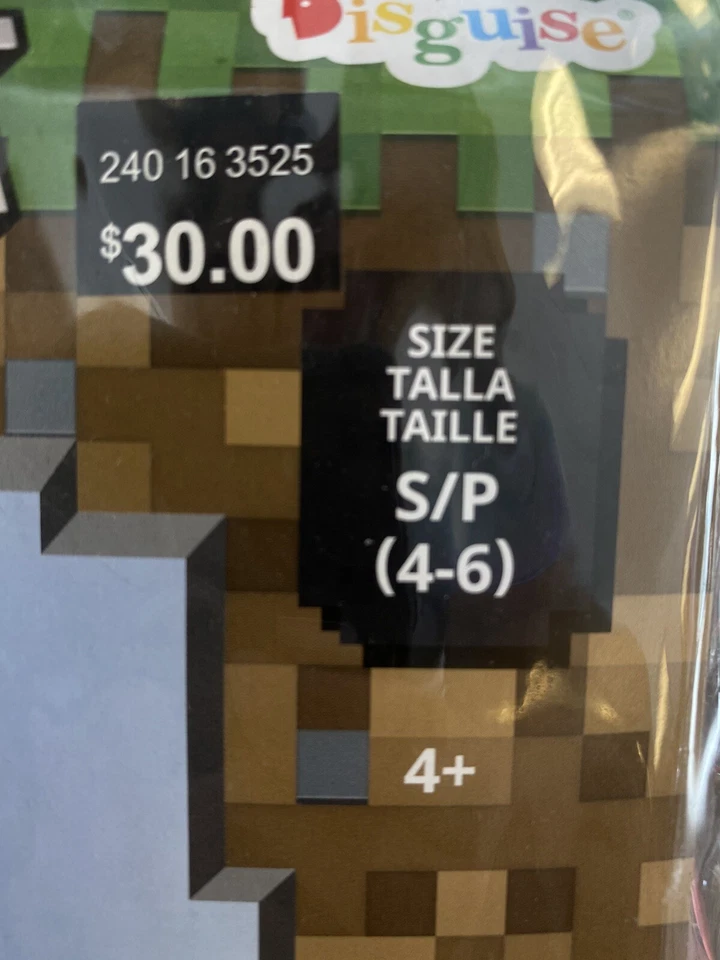 Disguise
240 16 3525
$30.00
SIZE
TALLA
TAILLE
S/P
(4-6)
4+